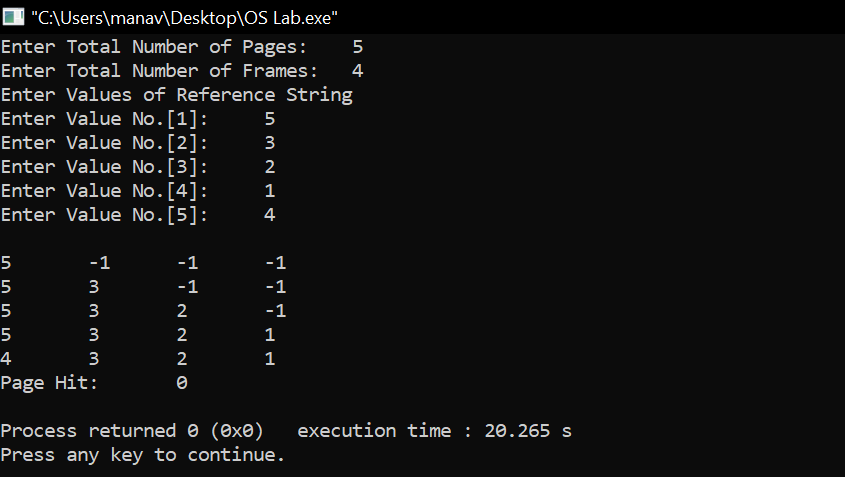 "C:\Users\manav\Desktop\OS Lab.exe"
Enter Total Number of Pages:    5
Enter Total Number of Frames:   4
Enter Values of Reference String
Enter Value No.[1]:     5
Enter Value No.[2]:     3
Enter Value No.[3]:     2
Enter Value No.[4]:     1
Enter Value No.[5]:     4

5       -1      -1      -1
5       3       -1      -1
5       3       2       -1
5       3       2       1
4       3       2       1
Page Hit:       0

Process returned 0 (0x0)   execution time : 20.265 s
Press any key to continue.